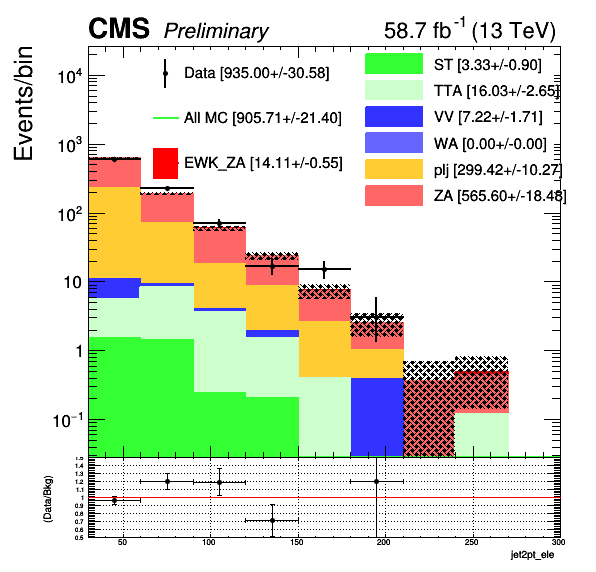 CMS Preliminary 58.7 fb⁻¹ (13 TeV)
Events/bin
10⁴
10³
10²
10
1
10⁻¹
Data [935.00+/-30.58]
All MC [905.71+/-21.40]
EWK_ZA [14.11+/-0.55]
ST [3.33+/-0.90]
TTA [16.03+/-2.65]
VV [7.22+/-1.71]
WA [0.00+/-0.00]
plj [299.42+/-10.27]
ZA [565.60+/-18.48]
(Data/Bkg)
1.5
1.4
1.3
1.2
1.1
1
0.9
0.8
0.7
0.6
0.5
50 100 150 200 250 300
jet2pt_ele